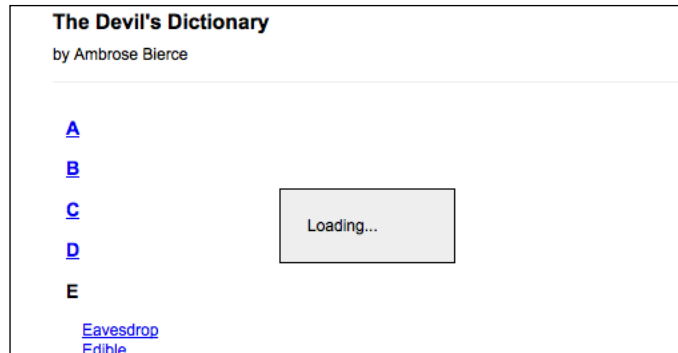 The Devil's Dictionary
by Ambrose Bierce
A
B
C
Loading...
D
E
Eavesdrop
Edible